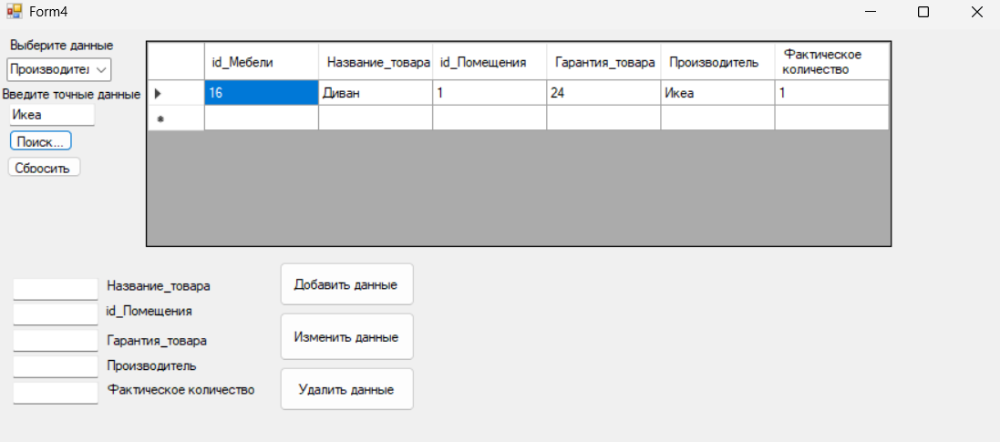 Form4
Выберите данные
Производител
Введите точные данные
Икеа
Поиск...
Сбросить
id_Мебели Название_товара id_Помещения Гарантия_товара Производитель Фактическое количество
16 Диван 1 24 Икеа 1
Название_товара
id_Помещения
Гарантия_товара
Производитель
Фактическое количество
Добавить данные
Изменить данные
Удалить данные